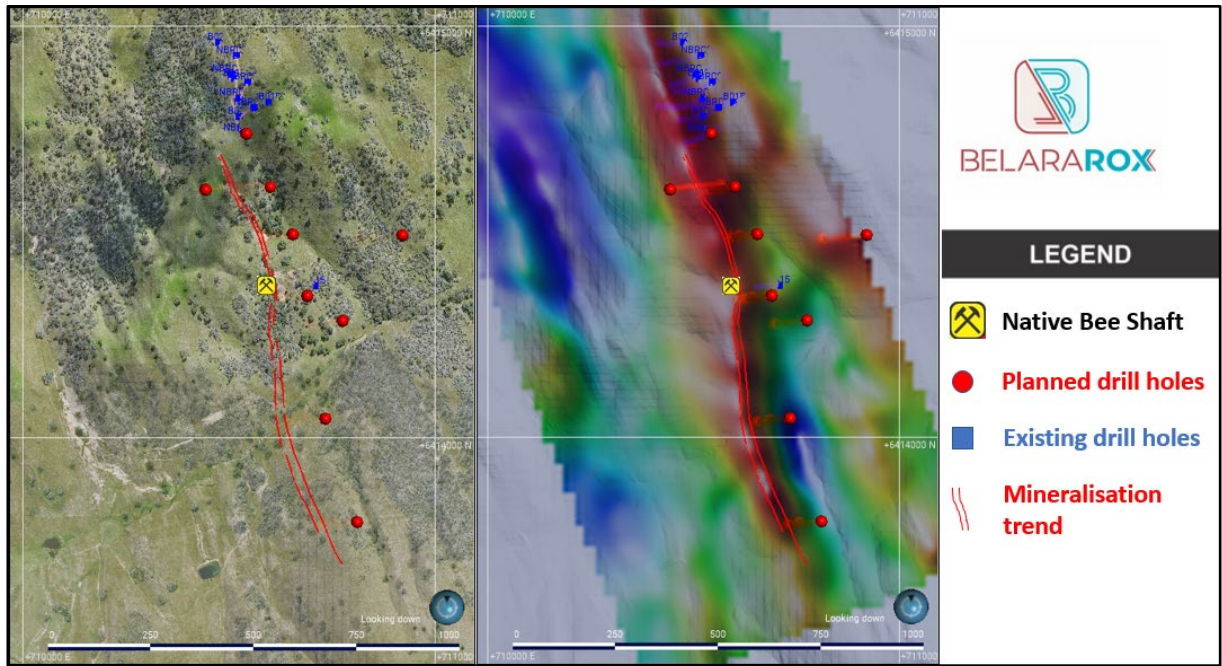 +710000 E
+711000
+6415000 N
+6414000 N
Looking down
0 250 500 750 1000
+710000 E
+711000
+710000 E
+711000
+6415000 N
+6414000 N
Looking down
0 250 500 750 1000
+710000 E
+711000
BELARAROX
LEGEND
Native Bee Shaft
Planned drill holes
Existing drill holes
Mineralisation
trend